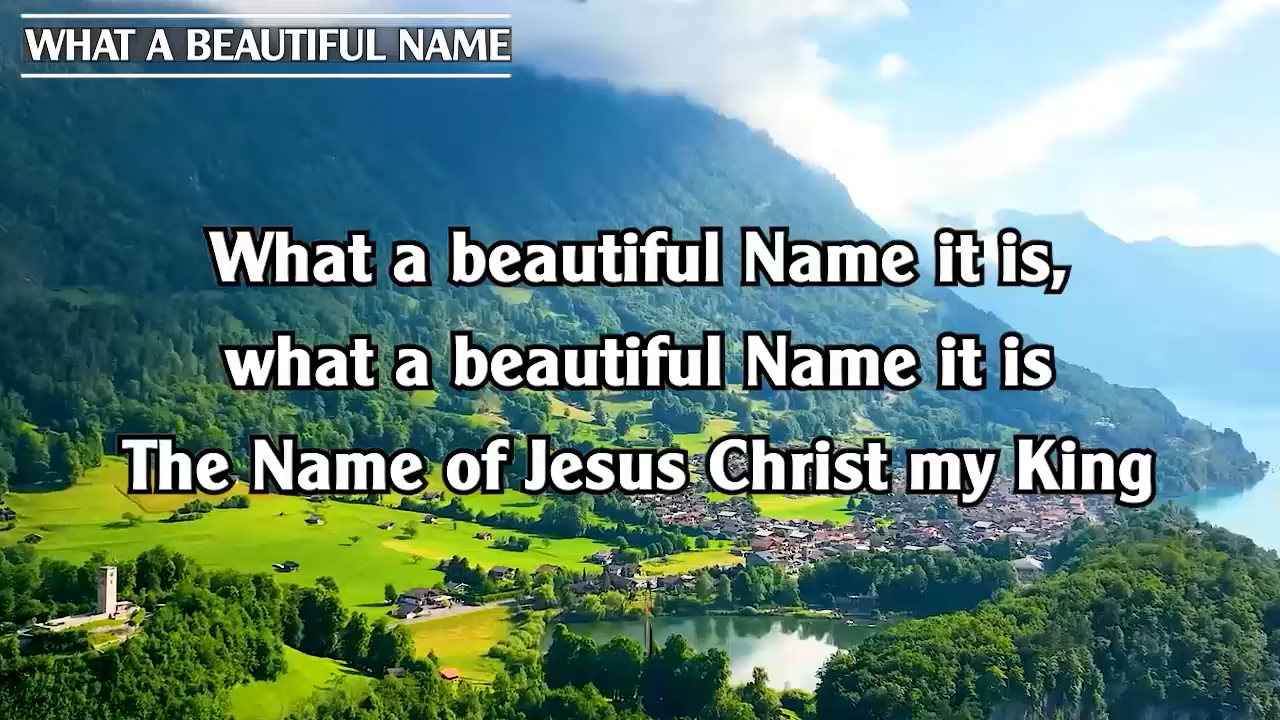 WHAT A BEAUTIFUL NAME
What a beautiful Name it is,
what a beautiful Name it is
The Name of Jesus Christ my King